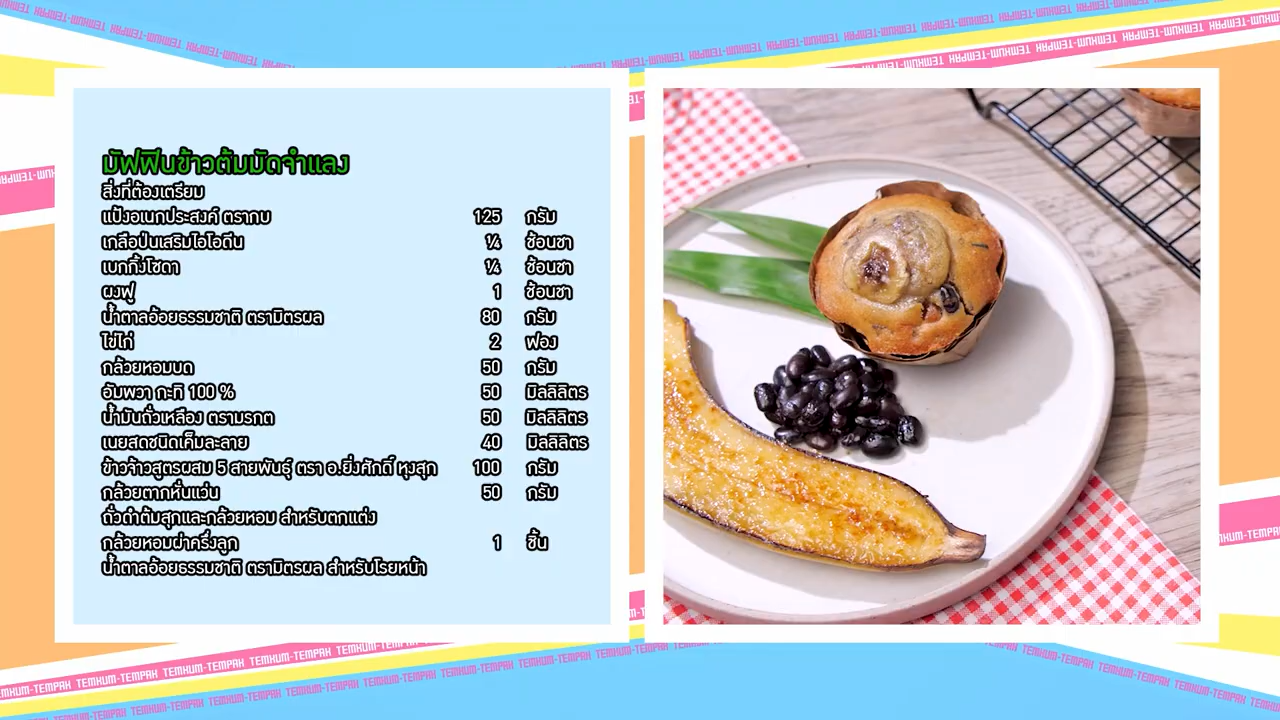 มัฟฟินข้าวต้มมัดจำแลง
สิ่งที่ต้องเตรียม
แป้งอเนกประสงค์ ตรากบ 125 กรัม
เกลือป่นเสริมไอโอดีน ¼ ช้อนชา
เบกกิ้งโซดา ¼ ช้อนชา
ผงฟู 1 ช้อนชา
น้ำตาลอ้อยธรรมชาติ ตรามิตรผล 80 กรัม
ไข่ไก่ 2 ฟอง
กล้วยหอมบด 50 กรัม
อัมพวา กะทิ 100 % 50 มิลลิลิตร
น้ำมันถั่วเหลือง ตรามรกต 50 มิลลิลิตร
เนยสดชนิดเค็มละลาย 40 มิลลิลิตร
ข้าวจ้าวสูตรผสม 5 สายพันธุ์ ตรา อ.ยิ่งศักดิ์ หุงสุก 100 กรัม
กล้วยตากหั่นแว่น 50 กรัม
ถั่วดำต้มสุกและกล้วยหอม สำหรับตกแต่ง
กล้วยหอมผ่าครึ่งลูก 1 ชิ้น
น้ำตาลอ้อยธรรมชาติ ตรามิตรผล สำหรับโรยหน้า
TEMXUM-TEMPAX TEMXUM-TEMPAX TEMXUM-TEMPAX TEMXUM-TEMPAX